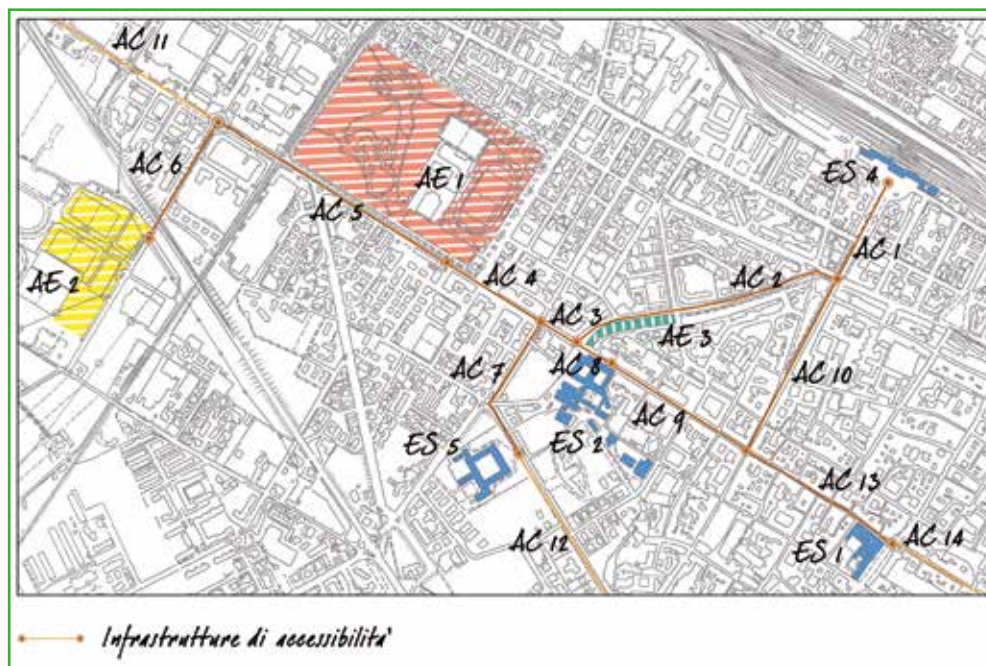 AC 11
AC 6
AE 1
ES 4
AC 5
AC 1
AE 2
AC 4
AC 2
AC 3
AE 3
AC 7
AC 8
AC 10
AC 9
ES 5
ES 2
AC 13
AC 12
ES 1
AC 14
Infrastrutture di accessibilita'